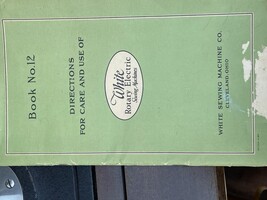 Book No. 12
DIRECTIONS
FOR CARE AND USE OF
White
Rotary Electric
Sewing Machines
WHITE SEWING MACHINE CO.
CLEVELAND, OHIO